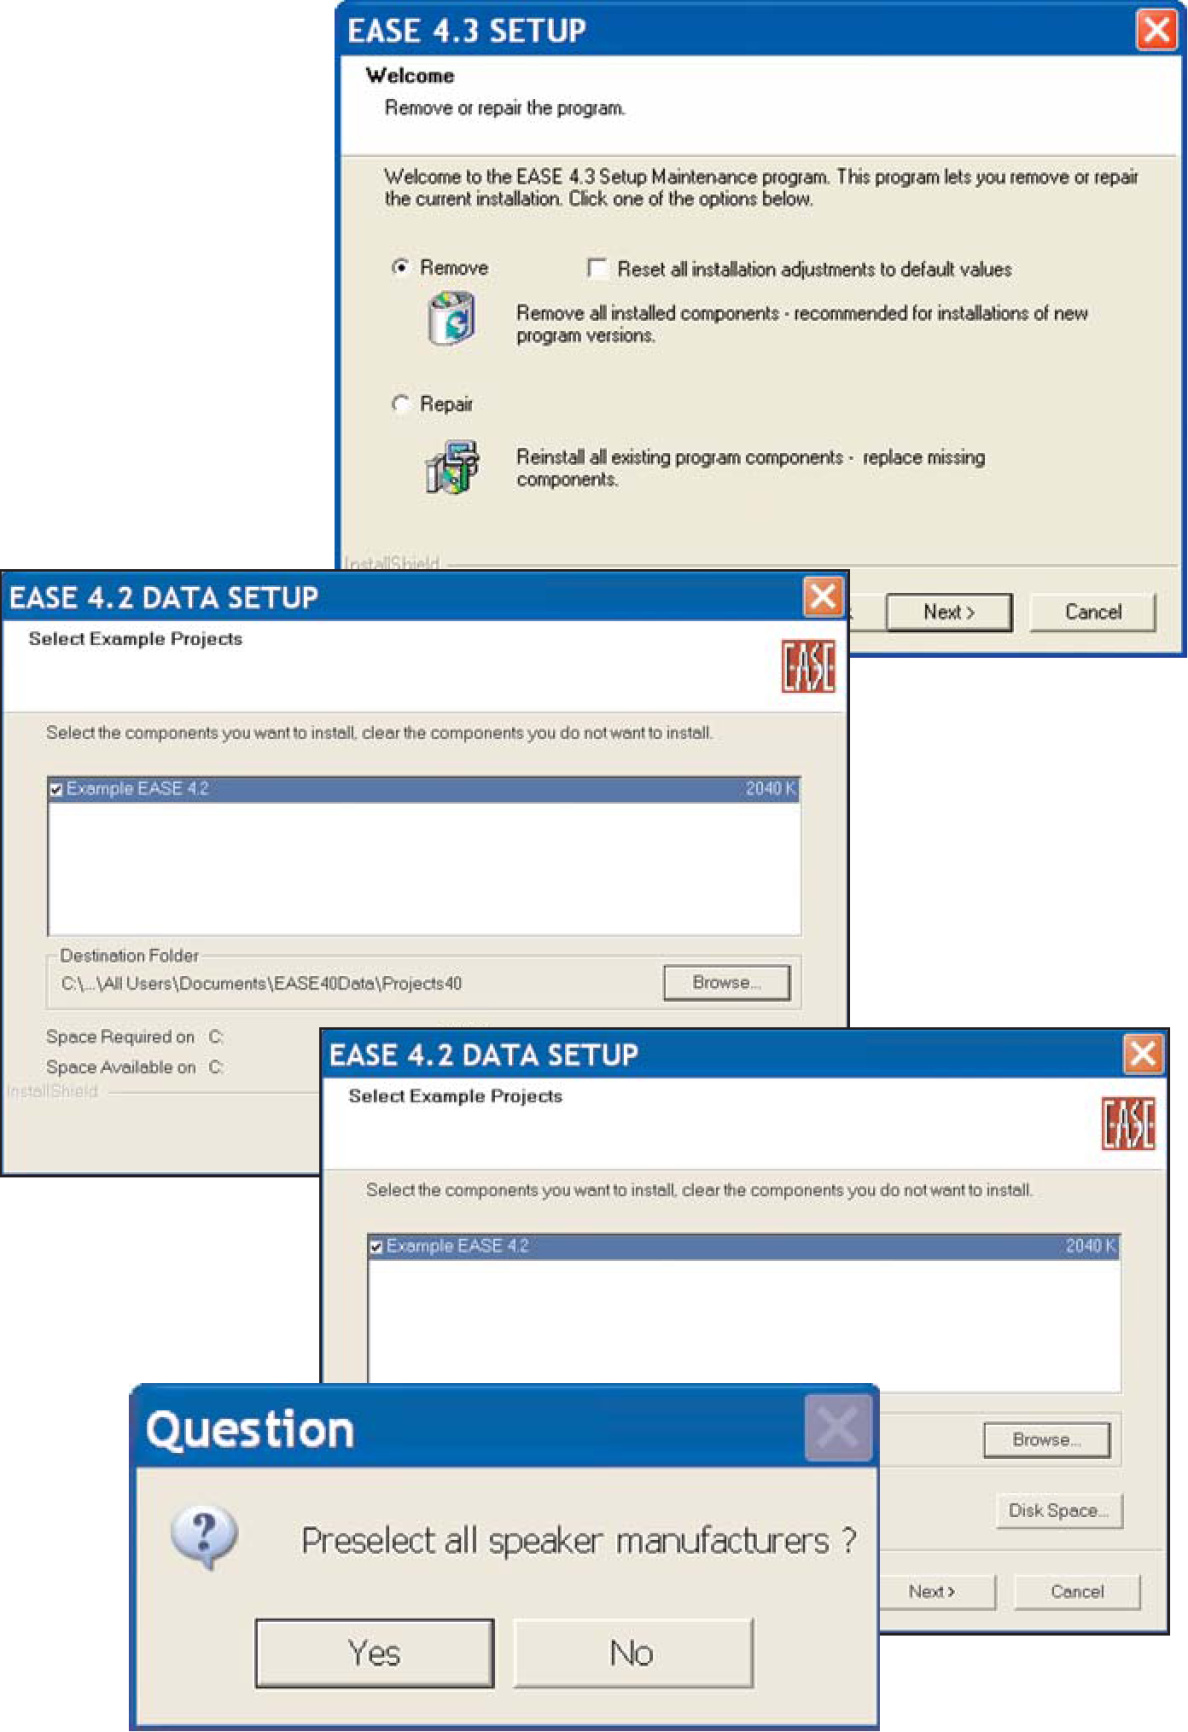 EASE 4.3 SETUP
Welcome
Remove or repair the program.
Welcome to the EASE 4.3 Setup Maintenance program. This program lets you remove or repair
the current installation. Click one of the options below.
Remove
Reset all installation adjustments to default values
Remove all installed components - recommended for installations of new
program versions.
Repair
Reinstall all existing program components - replace missing
components.
InstallShield
Next >
Cancel
EASE 4.2 DATA SETUP
Select Example Projects
EASE
Select the components you want to install, clear the components you do not want to install.
Example EASE 4.2 2040 K
Destination Folder
C:\...\All Users\Documents\EASE40Data\Projects40
Browse...
Space Required on C:
Space Available on C:
InstallShield
EASE 4.2 DATA SETUP
Select Example Projects
EASE
Select the components you want to install, clear the components you do not want to install.
Example EASE 4.2 2040 K
Browse...
Disk Space...
Next >
Cancel
Question
Preselect all speaker manufacturers ?
Yes
No